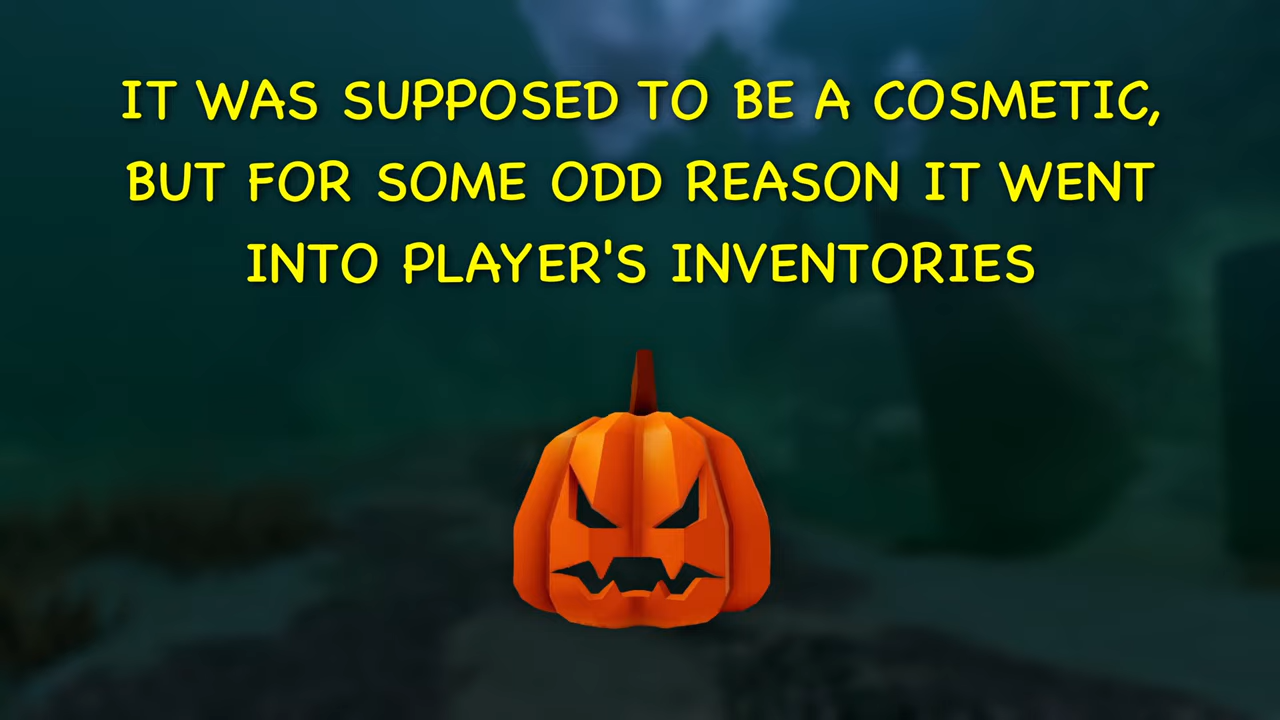 IT WAS SUPPOSED TO BE A COSMETIC,
BUT FOR SOME ODD REASON IT WENT
INTO PLAYER'S INVENTORIES